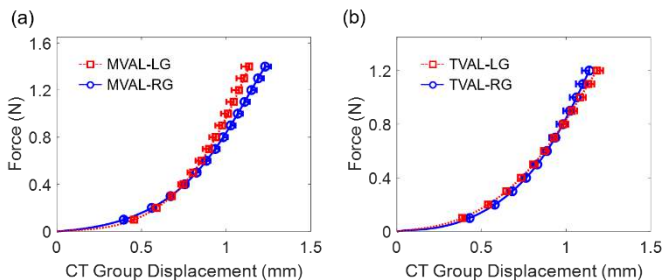 (a)
1.6
1.2
0.8
0.4
0
Force (N)
MVAL-LG
MVAL-RG
0 0.5 1 1.5
CT Group Displacement (mm)
(b)
1.2
0.8
0.4
0
Force (N)
TVAL-LG
TVAL-RG
0 0.5 1 1.5
CT Group Displacement (mm)